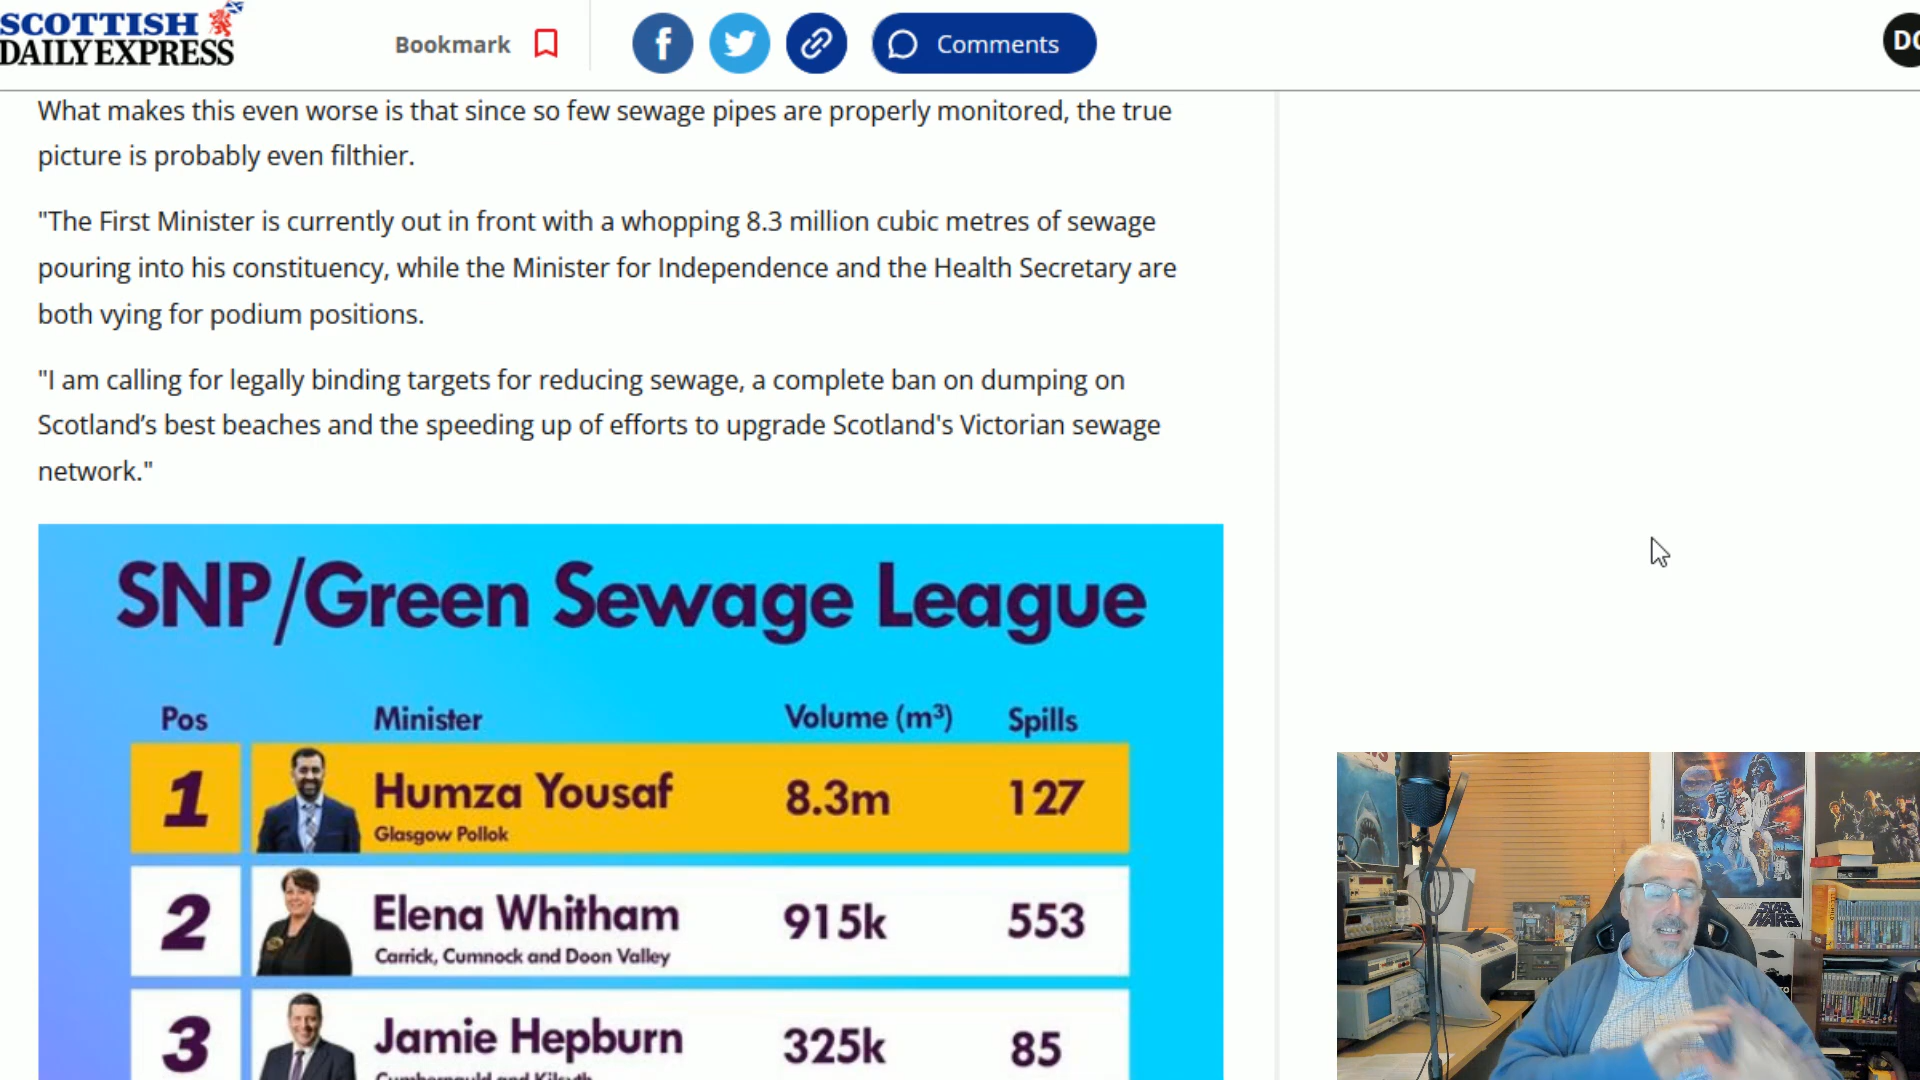 SCOTTISH
DAILY EXPRESS
Bookmark
Comments
DC
What makes this even worse is that since so few sewage pipes are properly monitored, the true
picture is probably even filthier.
"The First Minister is currently out in front with a whopping 8.3 million cubic metres of sewage
pouring into his constituency, while the Minister for Independence and the Health Secretary are
both vying for podium positions.
"I am calling for legally binding targets for reducing sewage, a complete ban on dumping on
Scotland’s best beaches and the speeding up of efforts to upgrade Scotland's Victorian sewage
network."
SNP/Green Sewage League
Pos Minister Volume (m³) Spills
1 Humza Yousaf 8.3m 127
Glasgow Pollok
2 Elena Whitham 915k 553
Carrick, Cumnock and Doon Valley
3 Jamie Hepburn 325k 85
Cumbernauld and Kilsyth
STAR
WARS